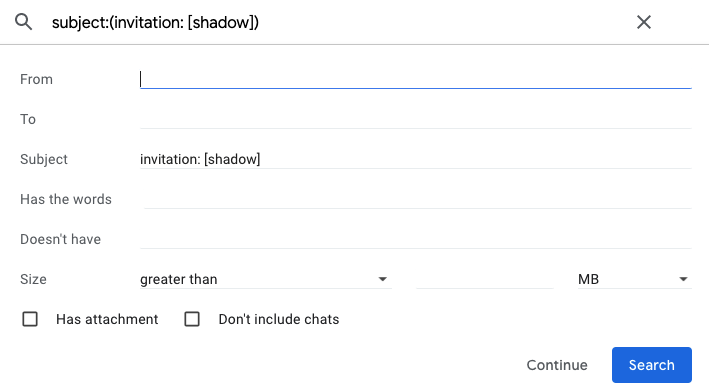 subject:(invitation: [shadow])
From
To
Subject invitation: [shadow]
Has the words
Doesn't have
Size greater than MB
Has attachment Don't include chats
Continue Search